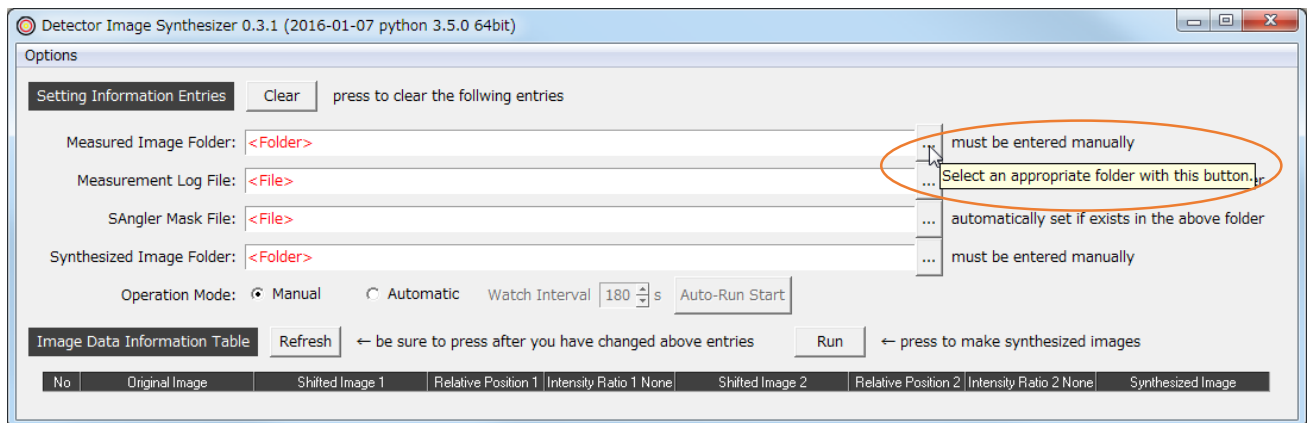 Detector Image Synthesizer 0.3.1 (2016-01-07 python 3.5.0 64bit)
Options
Setting Information Entries Clear press to clear the follwing entries
Measured Image Folder: <Folder> ... must be entered manually
Select an appropriate folder with this button.
Measurement Log File: <File> ... er
SAngler Mask File: <File> ... automatically set if exists in the above folder
Synthesized Image Folder: <Folder> ... must be entered manually
Operation Mode: Manual Automatic Watch Interval 180 s Auto-Run Start
Image Data Information Table Refresh ← be sure to press after you have changed above entries Run ← press to make synthesized images
No Original Image Shifted Image 1 Relative Position 1 Intensity Ratio 1 None Shifted Image 2 Relative Position 2 Intensity Ratio 2 None Synthesized Image